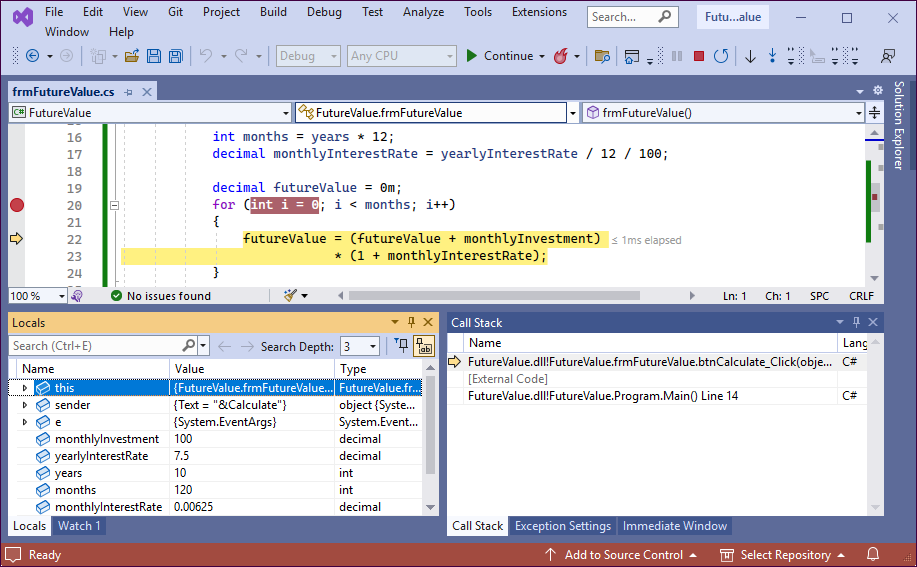 File Edit View Git Project Build Debug Test Analyze Tools Extensions Search... Futu...alue
Window Help
Debug Any CPU Continue
frmFutureValue.cs
Solution Explorer
C# FutureValue FutureValue.frmFutureValue frmFutureValue()
16 int months = years * 12;
17 decimal monthlyInterestRate = yearlyInterestRate / 12 / 100;
18
19 decimal futureValue = 0m;
20 for (int i = 0; i < months; i++)
21 {
22 futureValue = (futureValue + monthlyInvestment) ≤ 1ms elapsed
23 * (1 + monthlyInterestRate);
24 }
100 % No issues found Ln: 1 Ch: 1 SPC CRLF
Locals
Search (Ctrl+E) Search Depth: 3
Name Value Type
this {FutureValue.frmFutureValue... FutureValue.fr...
sender {Text = "&Calculate"} object {Syste...
e {System.EventArgs} System.Event...
monthlyInvestment 100 decimal
yearlyInterestRate 7.5 decimal
years 10 int
months 120 int
monthlyInterestRate 0.00625 decimal
Locals Watch 1
Call Stack
Name Lang
FutureValue.dll!FutureValue.frmFutureValue.btnCalculate_Click(obje... C#
[External Code]
FutureValue.dll!FutureValue.Program.Main() Line 14 C#
Call Stack Exception Settings Immediate Window
Ready Add to Source Control Select Repository